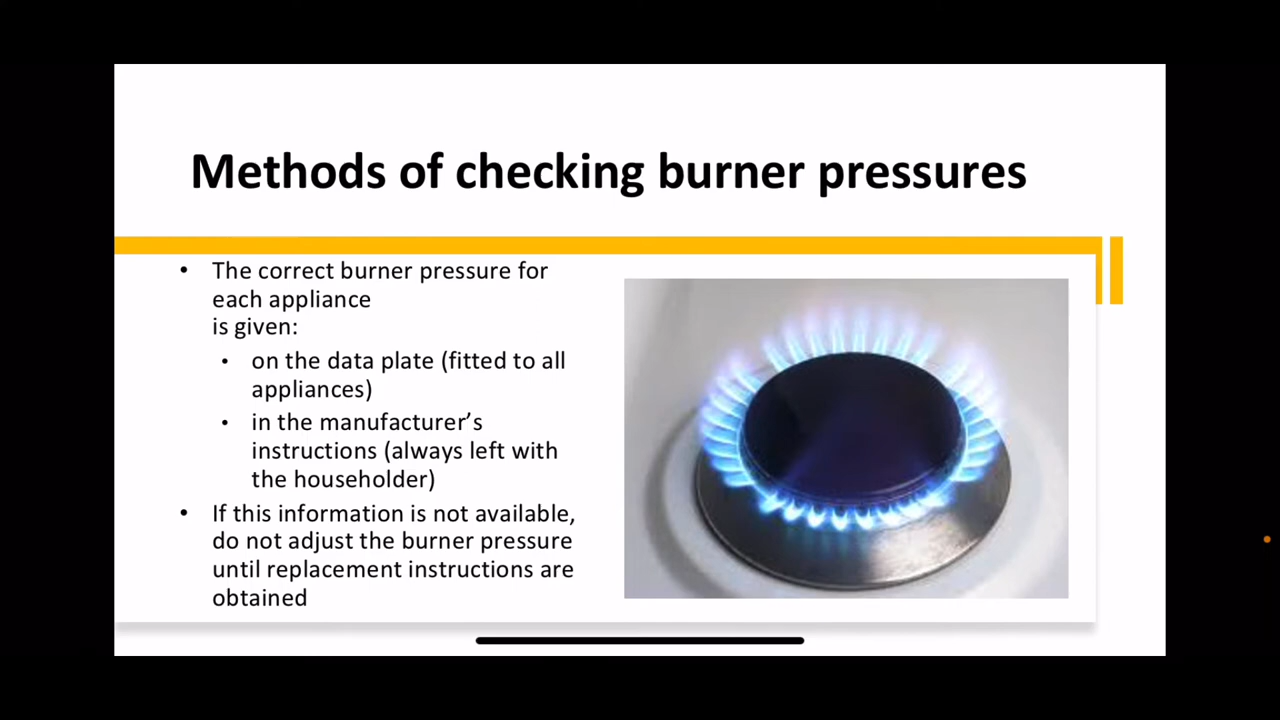 Methods of checking burner pressures
• The correct burner pressure for
each appliance
is given:
• on the data plate (fitted to all
appliances)
• in the manufacturer’s
instructions (always left with
the householder)
• If this information is not available,
do not adjust the burner pressure
until replacement instructions are
obtained